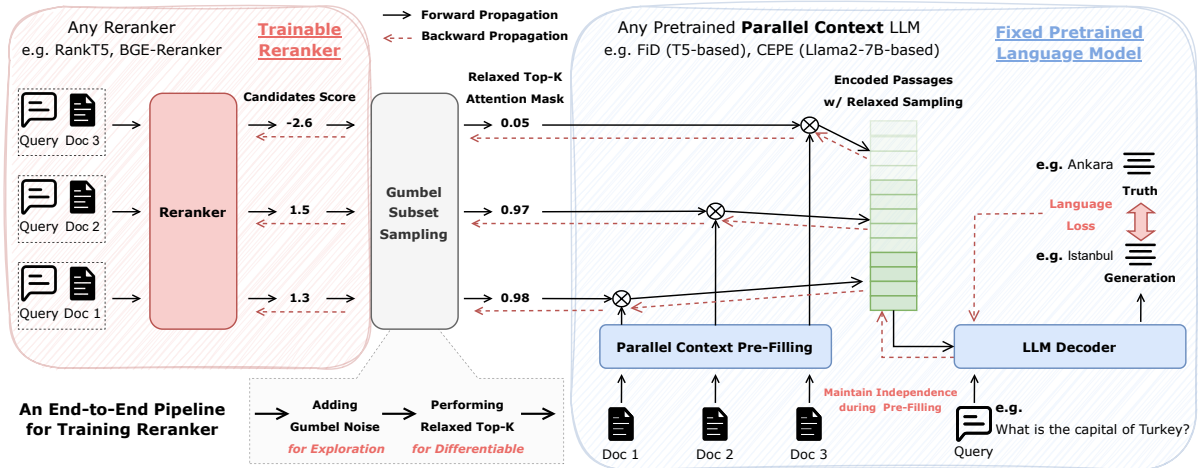 Any Reranker
e.g. RankT5, BGE-Reranker
Trainable
Reranker
Forward Propagation
Backward Propagation
Any Pretrained Parallel Context LLM
e.g. FiD (T5-based), CEPE (Llama2-7B-based)
Fixed Pretrained
Language Model
Candidates Score
Relaxed Top-K
Attention Mask
Encoded Passages
w/ Relaxed Sampling
Query Doc 3
-2.6
0.05
Query Doc 2
Reranker
1.5
Gumbel
Subset
Sampling
0.97
Query Doc 1
1.3
0.98
e.g. Ankara
Truth
Language
Loss
e.g. Istanbul
Generation
Parallel Context Pre-Filling
LLM Decoder
Maintain Independence
during Pre-Filling
An End-to-End Pipeline
for Training Reranker
Adding
Gumbel Noise
for Exploration
Performing
Relaxed Top-K
for Differentiable
Doc 1
Doc 2
Doc 3
Query
e.g.
What is the capital of Turkey?